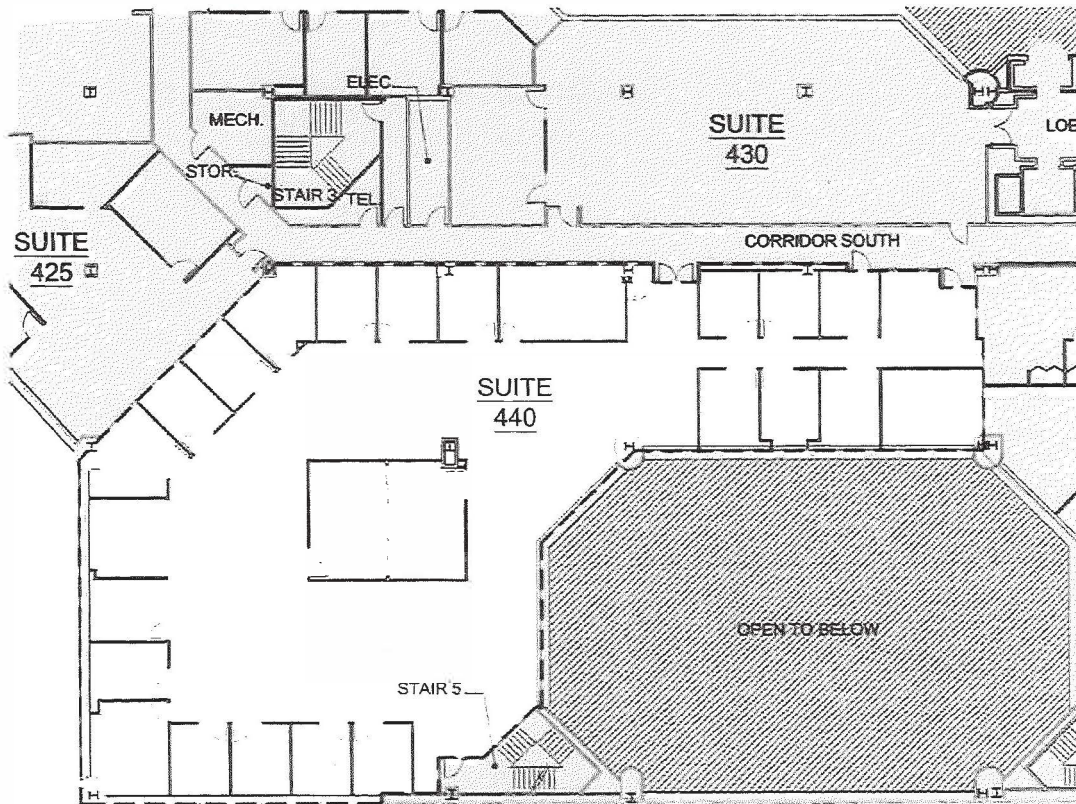 ELEC.
MECH.
SUITE
430
LOB
STOR.
STAIR 3
TEL.
SUITE
425
CORRIDOR SOUTH
SUITE
440
OPEN TO BELOW
STAIR 5